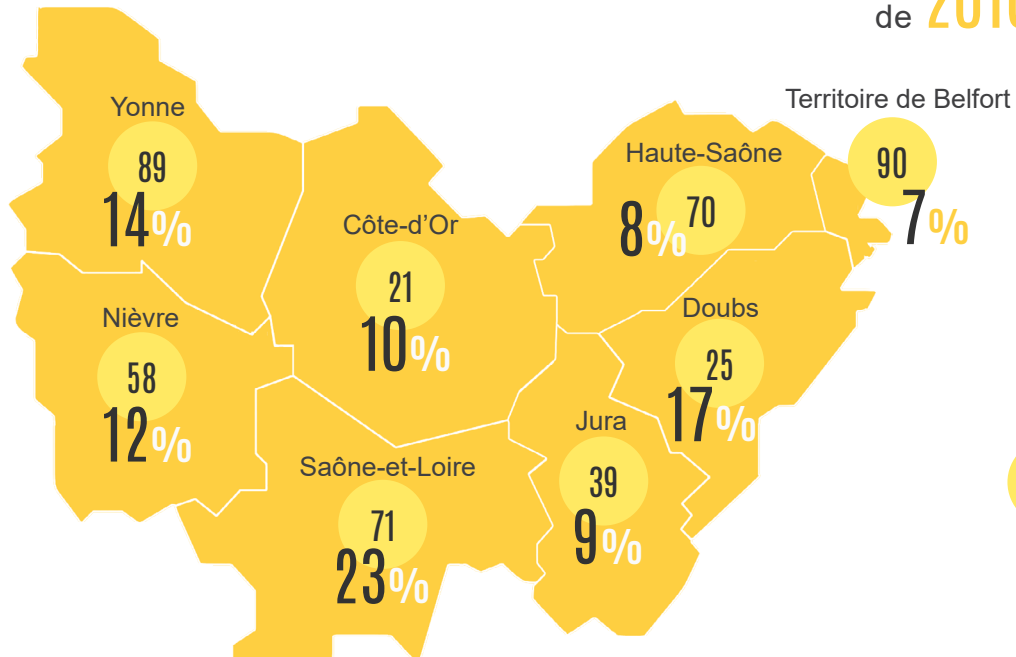 de 2010
Territoire de Belfort
90
7%
Yonne
89
14%
Haute-Saône
70
8%
Côte-d'Or
21
10%
Nièvre
58
12%
Doubs
25
17%
Jura
39
9%
Saône-et-Loire
71
23%